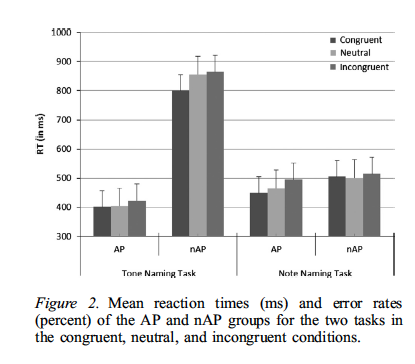 1000
900
800
700
600
500
400
300
RT (in ms)
Congruent
Neutral
Incongruent
AP
nAP
AP
nAP
Tone Naming Task
Note Naming Task
Figure 2. Mean reaction times (ms) and error rates
(percent) of the AP and nAP groups for the two tasks in
the congruent, neutral, and incongruent conditions.